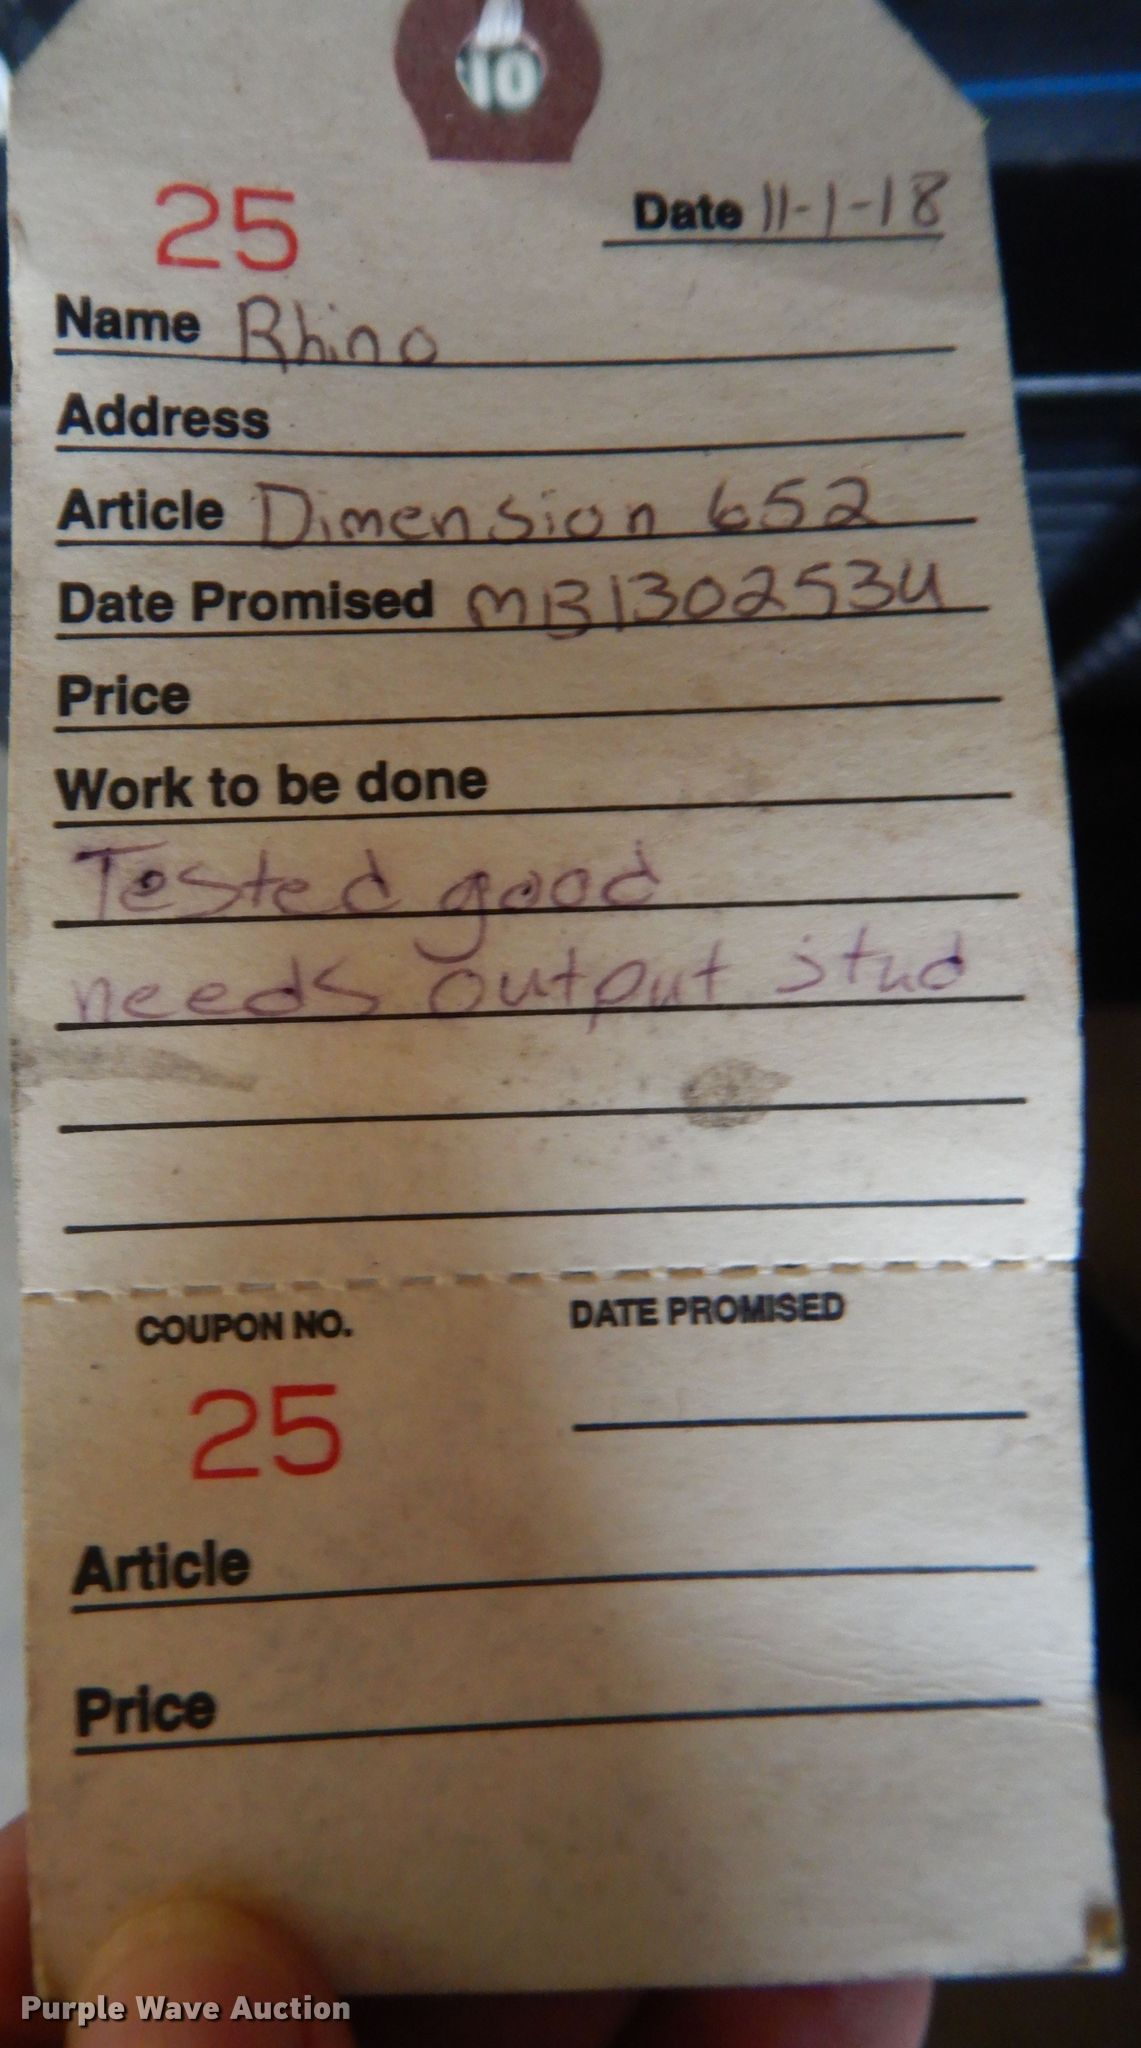 10
25 Date 11-1-18
Name Rhino
Address
Article Dimension 652
Date Promised MB130253U
Price
Work to be done
Tested good
needs output stud
COUPON NO. DATE PROMISED
25
Article
Price
Purple Wave Auction